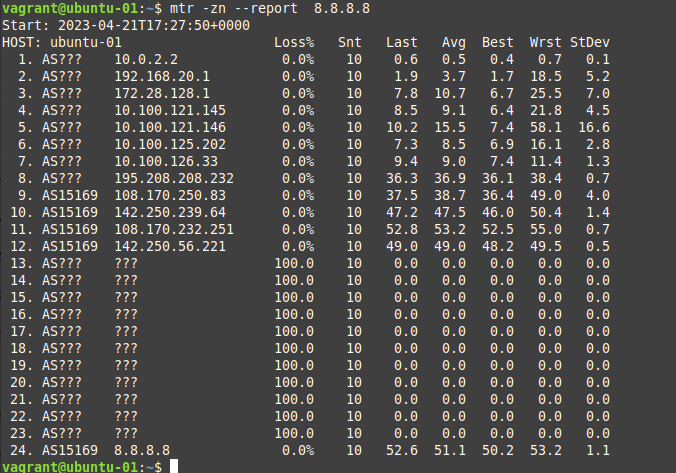 vagrant@ubuntu-01:~$ mtr -zn --report  8.8.8.8
Start: 2023-04-21T17:27:50+0000
HOST: ubuntu-01                   Loss%   Snt   Last   Avg  Best  Wrst StDev
  1. AS???    10.0.2.2             0.0%    10    0.6   0.5   0.4   0.7   0.1
  2. AS???    192.168.20.1         0.0%    10    1.9   3.7   1.7  18.5   5.2
  3. AS???    172.28.128.1         0.0%    10    7.8  10.7   6.7  25.5   7.0
  4. AS???    10.100.121.145       0.0%    10    8.5   9.1   6.4  21.8   4.5
  5. AS???    10.100.121.146       0.0%    10   10.2  15.5   7.4  58.1  16.6
  6. AS???    10.100.125.202       0.0%    10    7.3   8.5   6.9  16.1   2.8
  7. AS???    10.100.126.33        0.0%    10    9.4   9.0   7.4  11.4   1.3
  8. AS???    195.208.208.232      0.0%    10   36.3  36.9  36.1  38.4   0.7
  9. AS15169  108.170.250.83       0.0%    10   37.5  38.7  36.4  49.0   4.0
 10. AS15169  142.250.239.64       0.0%    10   47.2  47.5  46.0  50.4   1.4
 11. AS15169  108.170.232.251      0.0%    10   52.8  53.2  52.5  55.0   0.7
 12. AS15169  142.250.56.221       0.0%    10   49.0  49.0  48.2  49.5   0.5
 13. AS???    ???                 100.0    10    0.0   0.0   0.0   0.0   0.0
 14. AS???    ???                 100.0    10    0.0   0.0   0.0   0.0   0.0
 15. AS???    ???                 100.0    10    0.0   0.0   0.0   0.0   0.0
 16. AS???    ???                 100.0    10    0.0   0.0   0.0   0.0   0.0
 17. AS???    ???                 100.0    10    0.0   0.0   0.0   0.0   0.0
 18. AS???    ???                 100.0    10    0.0   0.0   0.0   0.0   0.0
 19. AS???    ???                 100.0    10    0.0   0.0   0.0   0.0   0.0
 20. AS???    ???                 100.0    10    0.0   0.0   0.0   0.0   0.0
 21. AS???    ???                 100.0    10    0.0   0.0   0.0   0.0   0.0
 22. AS???    ???                 100.0    10    0.0   0.0   0.0   0.0   0.0
 23. AS???    ???                 100.0    10    0.0   0.0   0.0   0.0   0.0
 24. AS15169  8.8.8.8              0.0%    10   52.6  51.1  50.2  53.2   1.1
vagrant@ubuntu-01:~$